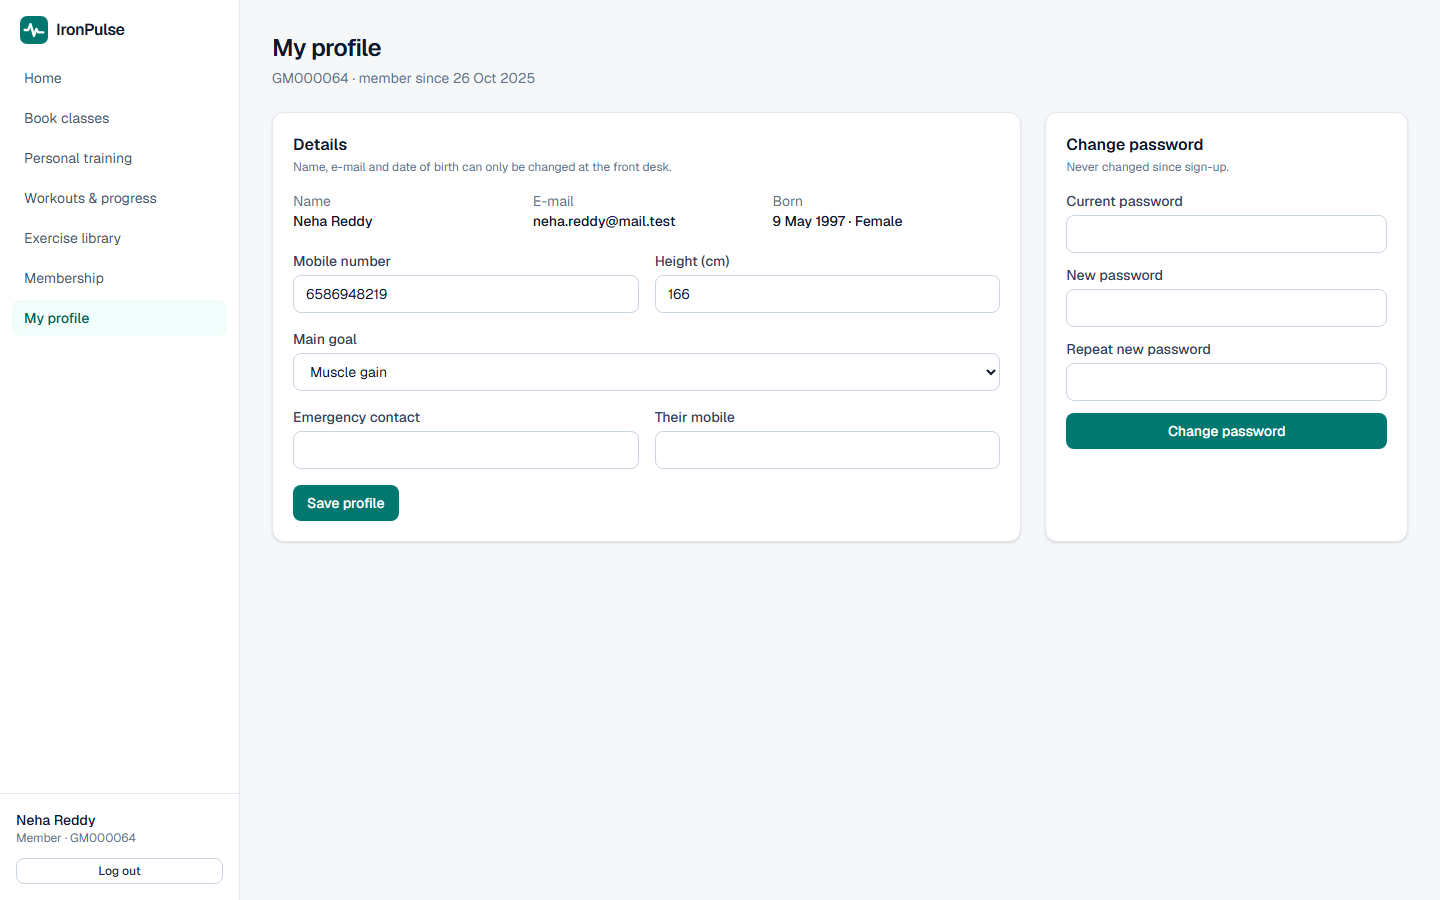 IronPulse
Home
Book classes
Personal training
Workouts & progress
Exercise library
Membership
My profile
Neha Reddy
Member · GM000064
Log out
My profile
GM000064 · member since 26 Oct 2025
Details
Name, e-mail and date of birth can only be changed at the front desk.
Name
Neha Reddy
E-mail
neha.reddy@mail.test
Born
9 May 1997 · Female
Mobile number
6586948219
Height (cm)
166
Main goal
Muscle gain
Emergency contact
Their mobile
Save profile
Change password
Never changed since sign-up.
Current password
New password
Repeat new password
Change password